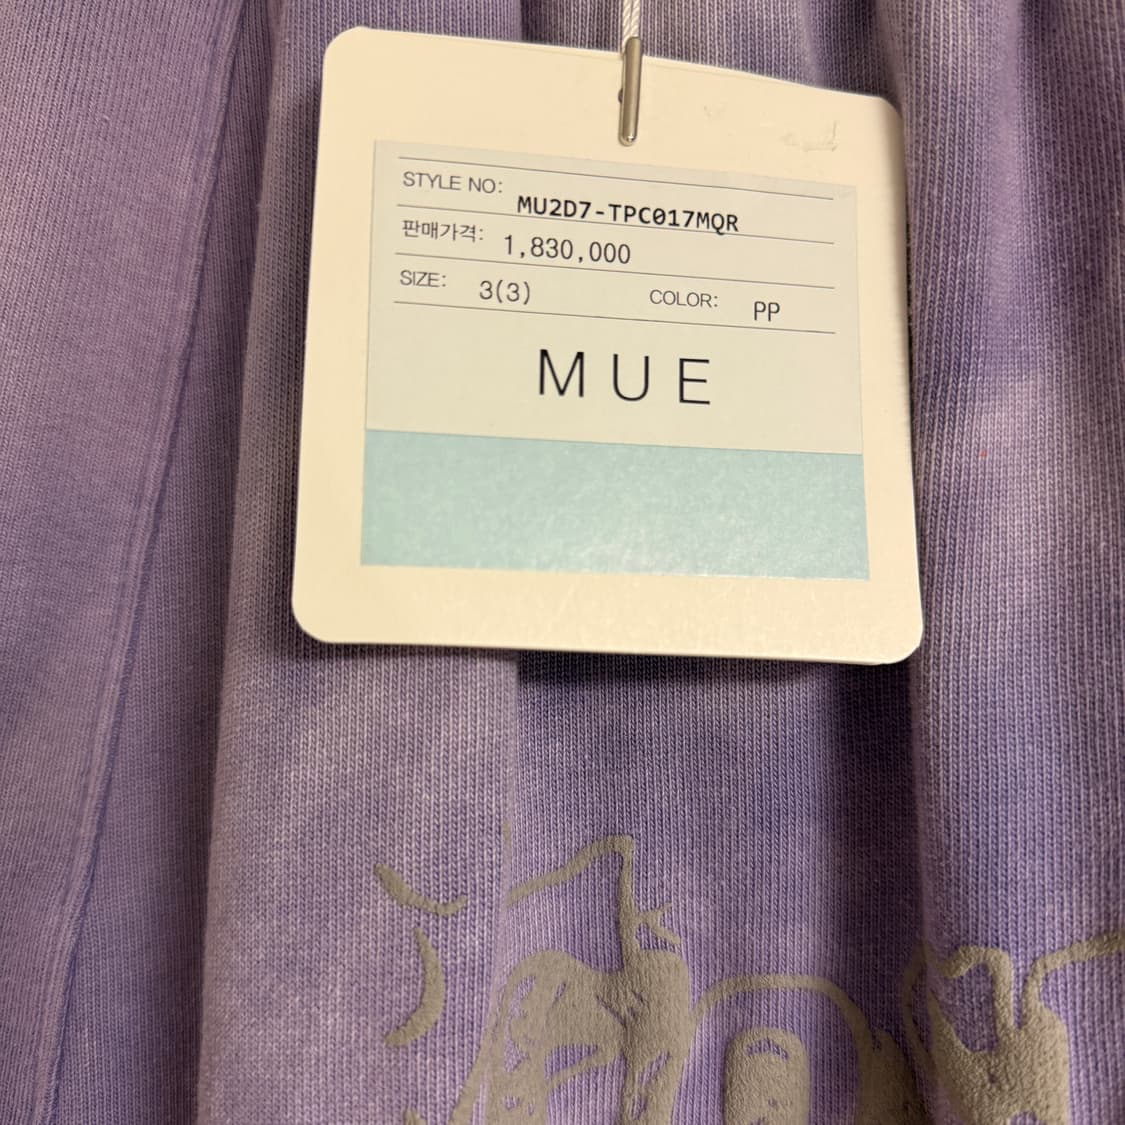 STYLE NO: MU2D7-TPC017MQR
판매가격: 1,830,000
SIZE: 3(3) COLOR: PP
MUE